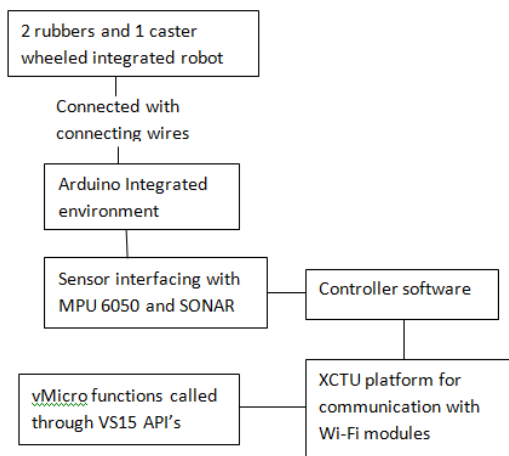 2 rubbers and 1 caster
wheeled integrated robot
Connected with
connecting wires
Arduino Integrated
environment
Sensor interfacing with
MPU 6050 and SONAR
Controller software
XCTU platform for
communication with
Wi-Fi modules
vMicro functions called
through VS15 API's